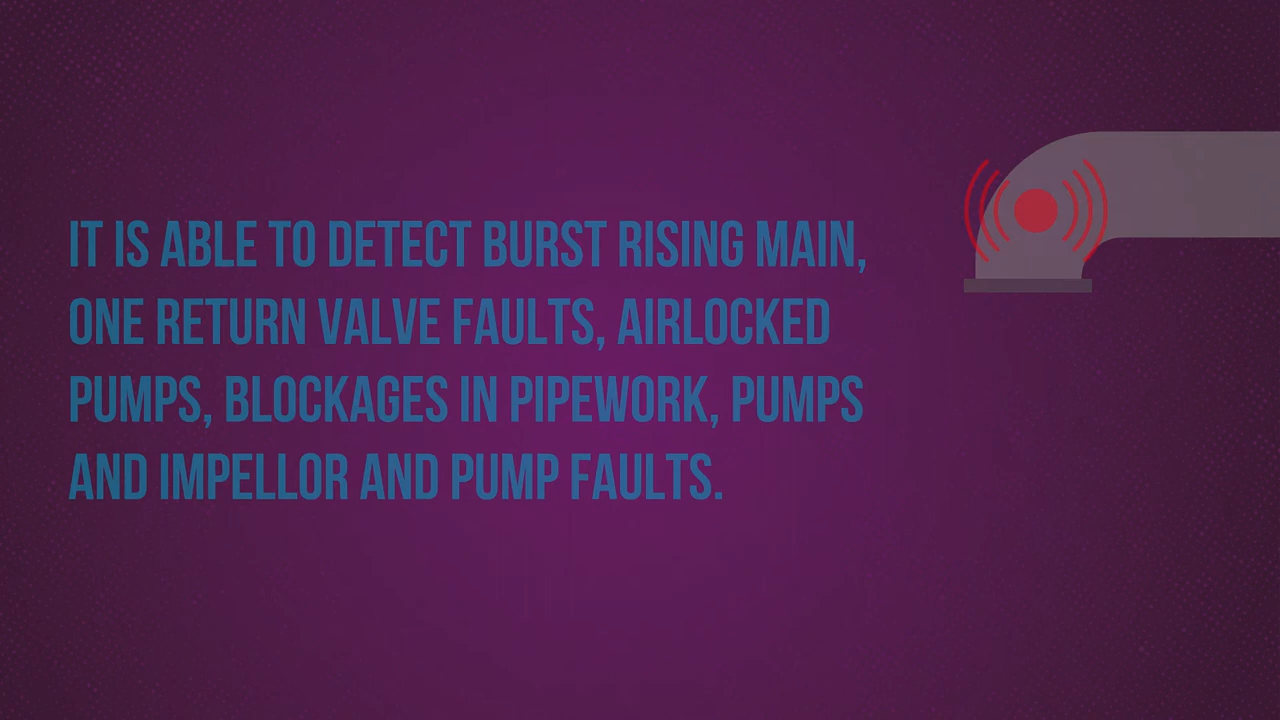 IT IS ABLE TO DETECT BURST RISING MAIN,
ONE RETURN VALVE FAULTS, AIRLOCKED
PUMPS, BLOCKAGES IN PIPEWORK, PUMPS
AND IMPELLOR AND PUMP FAULTS.